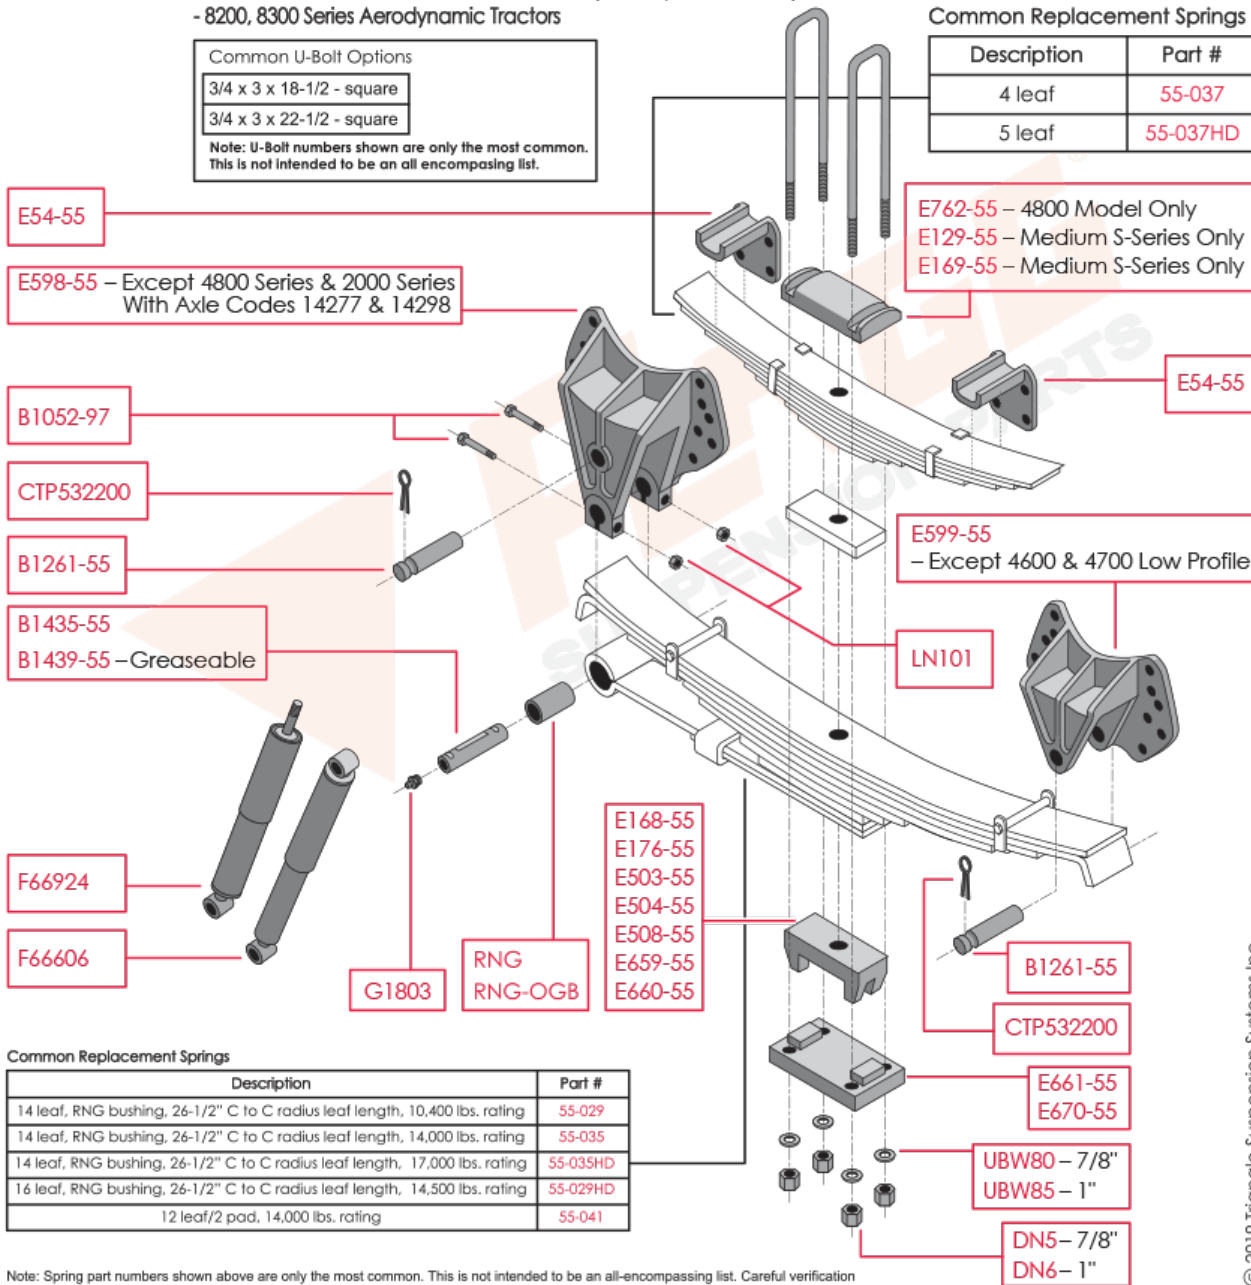 - 8200, 8300 Series Aerodynamic Tractors
Common U-Bolt Options
3/4 x 3 x 18-1/2 - square
3/4 x 3 x 22-1/2 - square
Note: U-Bolt numbers shown are only the most common.
This is not intended to be an all encompasing list.
Common Replacement Springs
Description Part #
4 leaf 55-037
5 leaf 55-037HD
E54-55
E762-55 – 4800 Model Only
E129-55 – Medium S-Series Only
E169-55 – Medium S-Series Only
E598-55 – Except 4800 Series & 2000 Series
With Axle Codes 14277 & 14298
E54-55
B1052-97
CTP532200
E599-55
– Except 4600 & 4700 Low Profile
B1261-55
B1435-55
B1439-55 – Greaseable
LN101
E168-55
E176-55
E503-55
E504-55
E508-55
E659-55
E660-55
F66924
F66606
G1803
RNG
RNG-OGB
B1261-55
CTP532200
E661-55
E670-55
UBW80 – 7/8"
UBW85 – 1"
DN5 – 7/8"
DN6 – 1"
Common Replacement Springs
Description Part #
14 leaf, RNG bushing, 26-1/2" C to C radius leaf length, 10,400 lbs. rating 55-029
14 leaf, RNG bushing, 26-1/2" C to C radius leaf length, 14,000 lbs. rating 55-035
14 leaf, RNG bushing, 26-1/2" C to C radius leaf length, 17,000 lbs. rating 55-035HD
16 leaf, RNG bushing, 26-1/2" C to C radius leaf length, 14,500 lbs. rating 55-029HD
12 leaf/2 pad, 14,000 lbs. rating 55-041
Note: Spring part numbers shown above are only the most common. This is not intended to be an all-encompassing list. Careful verification
© 2018 Triangle Suspension Systems Inc